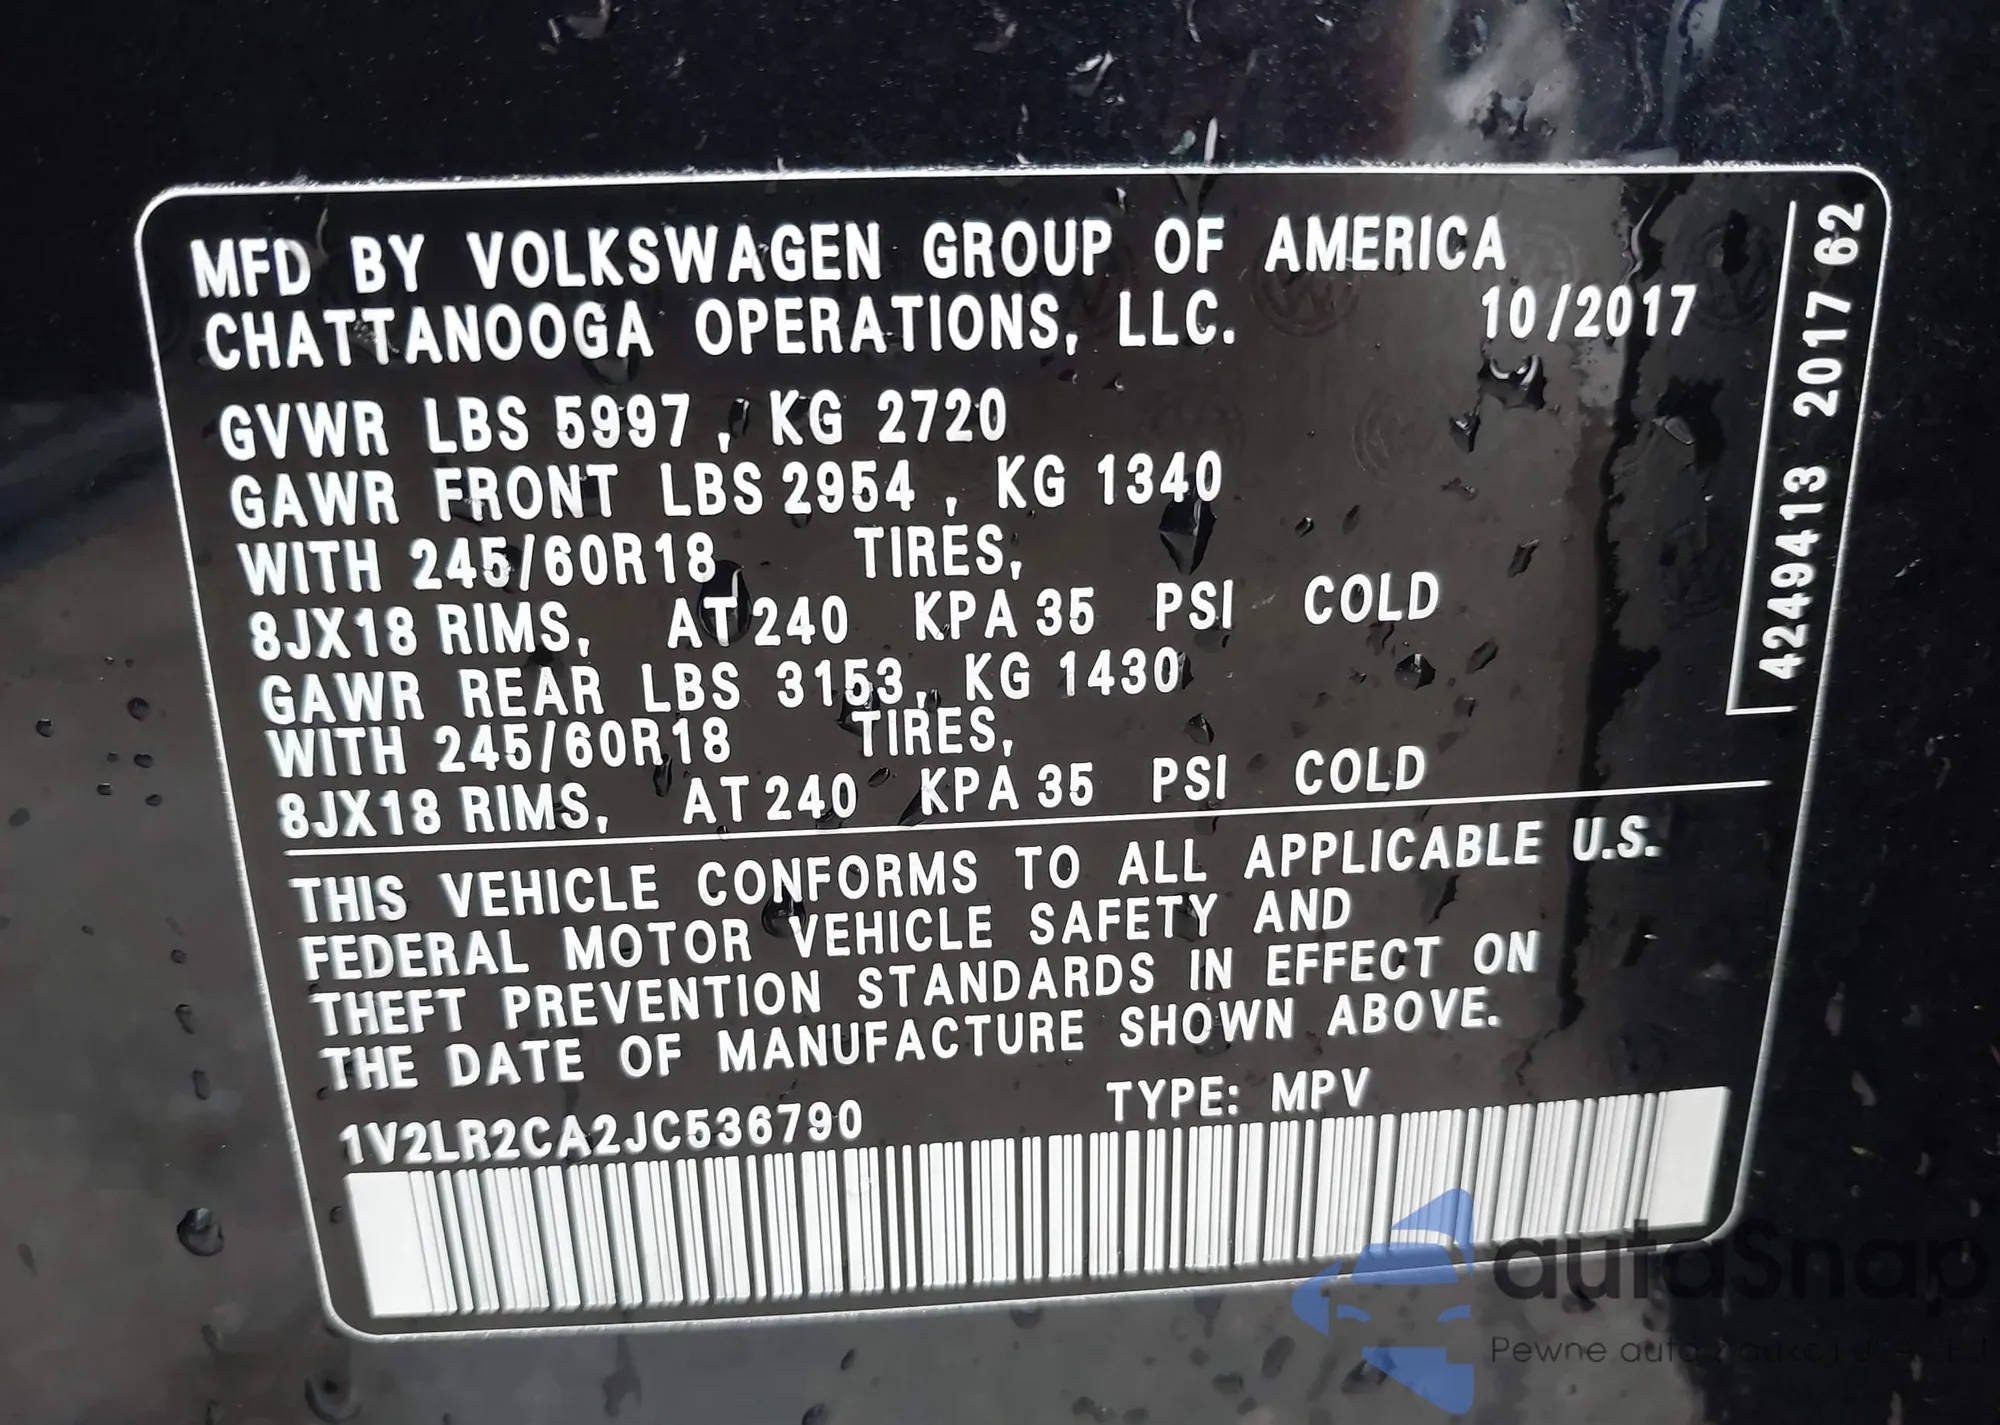 MFD BY VOLKSWAGEN GROUP OF AMERICA
CHATTANOOGA OPERATIONS, LLC. 10/2017
GVWR LBS 5997, KG 2720
GAWR FRONT LBS 2954, KG 1340
WITH 245/60R18 TIRES,
8JX18 RIMS, AT 240 KPA 35 PSI COLD
GAWR REAR LBS 3153, KG 1430
WITH 245/60R18 TIRES,
8JX18 RIMS, AT 240 KPA 35 PSI COLD
THIS VEHICLE CONFORMS TO ALL APPLICABLE U.S.
FEDERAL MOTOR VEHICLE SAFETY AND
THEFT PREVENTION STANDARDS IN EFFECT ON
THE DATE OF MANUFACTURE SHOWN ABOVE.
1V2LR2CA2JC536790 TYPE: MPV
4249413 2017 62
autoSnap
Pewne auta z aukcji